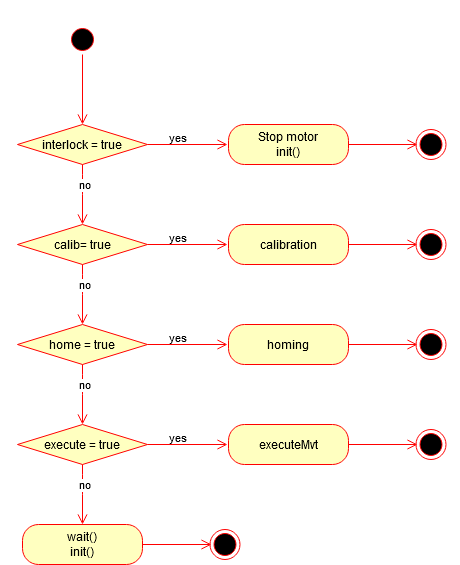 interlock = true
yes
Stop motor
init()
no
calib= true
yes
calibration
no
home = true
yes
homing
no
execute = true
yes
executeMvt
no
wait()
init()